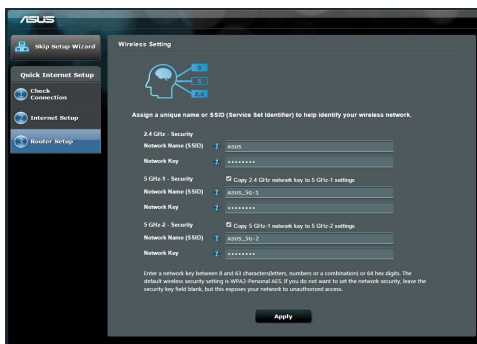 ASUS
Skip Setup Wizard
Wireless Setting
Quick Internet Setup
1 Check Connection
2 Internet Setup
3 Router Setup
5
5
2.4
Assign a unique name or SSID (Service Set Identifier) to help identify your wireless network.
2.4 GHz - Security
Network Name (SSID) ? ASUS
Network Key ? ••••••••
5 GHz-1 - Security Copy 2.4 GHz network key to 5 GHz-1 settings
Network Name (SSID) ? ASUS_5G-1
Network Key ? ••••••••
5 GHz-2 - Security Copy 5 GHz-1 network key to 5 GHz-2 settings
Network Name (SSID) ? ASUS_5G-2
Network Key ? ••••••••
Enter a network key between 8 and 63 characters(letters, numbers or a combination) or 64 hex digits. The
default wireless security setting is WPA2-Personal AES. If you do not want to set the network security, leave the
security key field blank, but this exposes your network to unauthorized access.
Apply